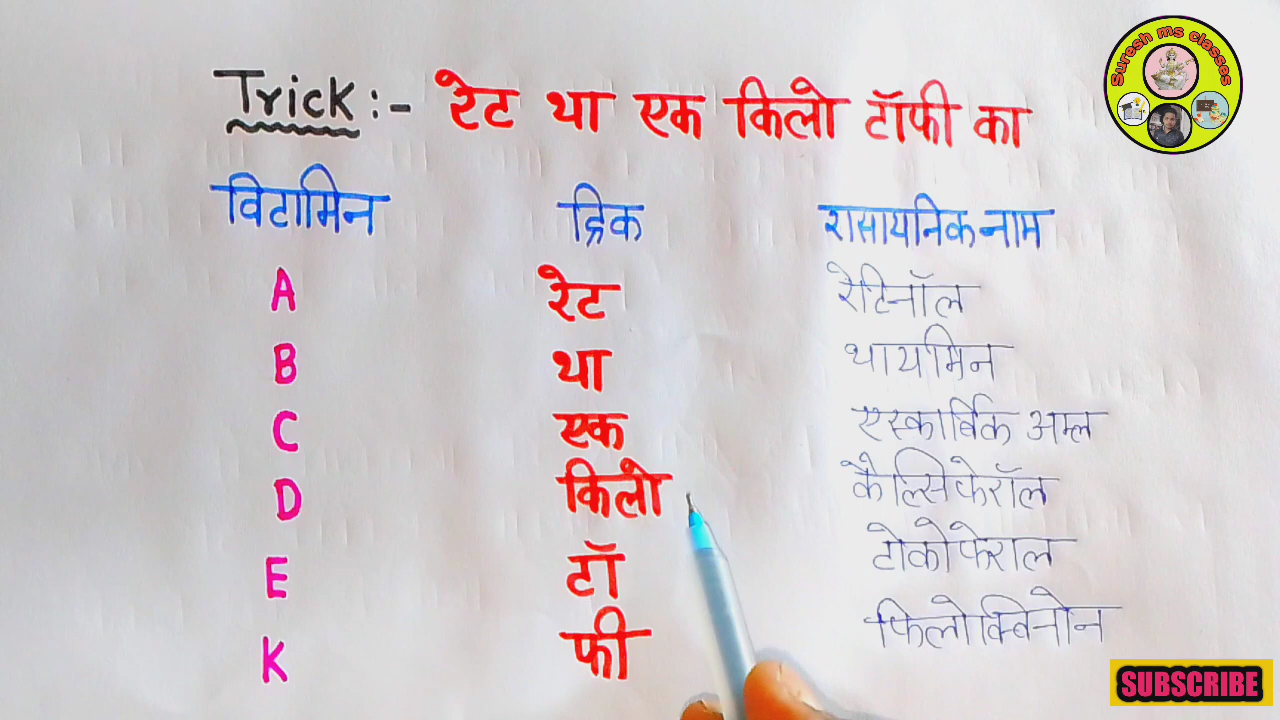 Suresh ms classes
Trick :- रेट था एक किलो टॉफी का
विटामिन ट्रिक रासायनिक नाम
A रेट रेटिनॉल
B था थायमिन
C एक एस्कार्बिक अम्ल
D किलो कैल्सिफेरॉल
E टॉ टोकोफेराल
K फी फिलोक्विनोन
SUBSCRIBE